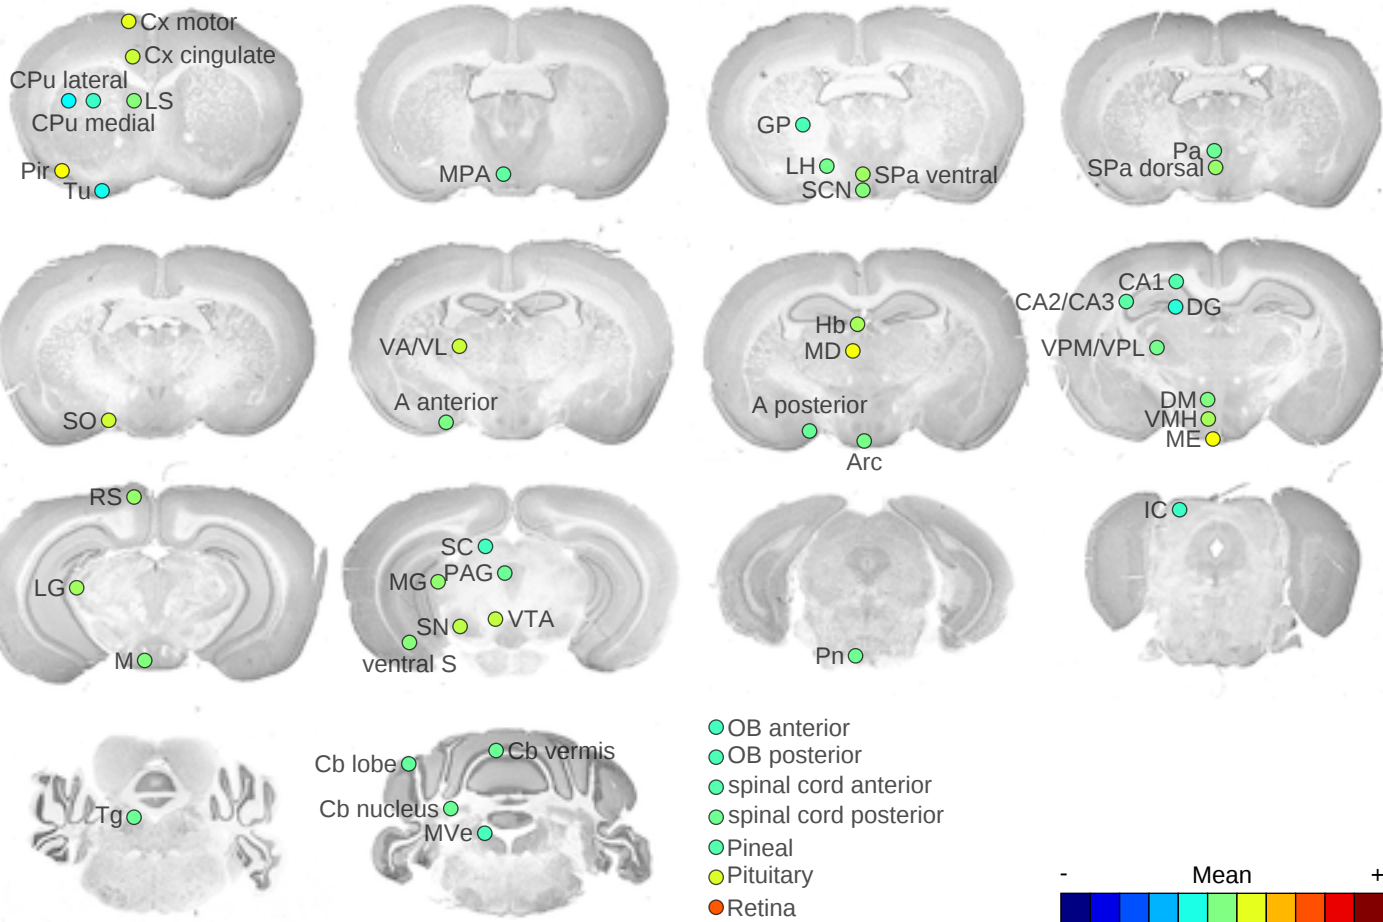 Cx motor
Cx cingulate
CPu lateral
LS
CPu medial
Pir
Tu
MPA
GP
LH
SPa ventral
SCN
Pa
SPa dorsal
SO
VA/VL
A anterior
Hb
MD
A posterior
Arc
CA1
CA2/CA3
DG
VPM/VPL
DM
VMH
ME
RS
LG
M
SC
PAG
MG
SN
VTA
ventral S
Pn
IC
Tg
Cb vermis
Cb lobe
Cb nucleus
MVe
OB anterior
OB posterior
spinal cord anterior
spinal cord posterior
Pineal
Pituitary
Retina
- Mean +